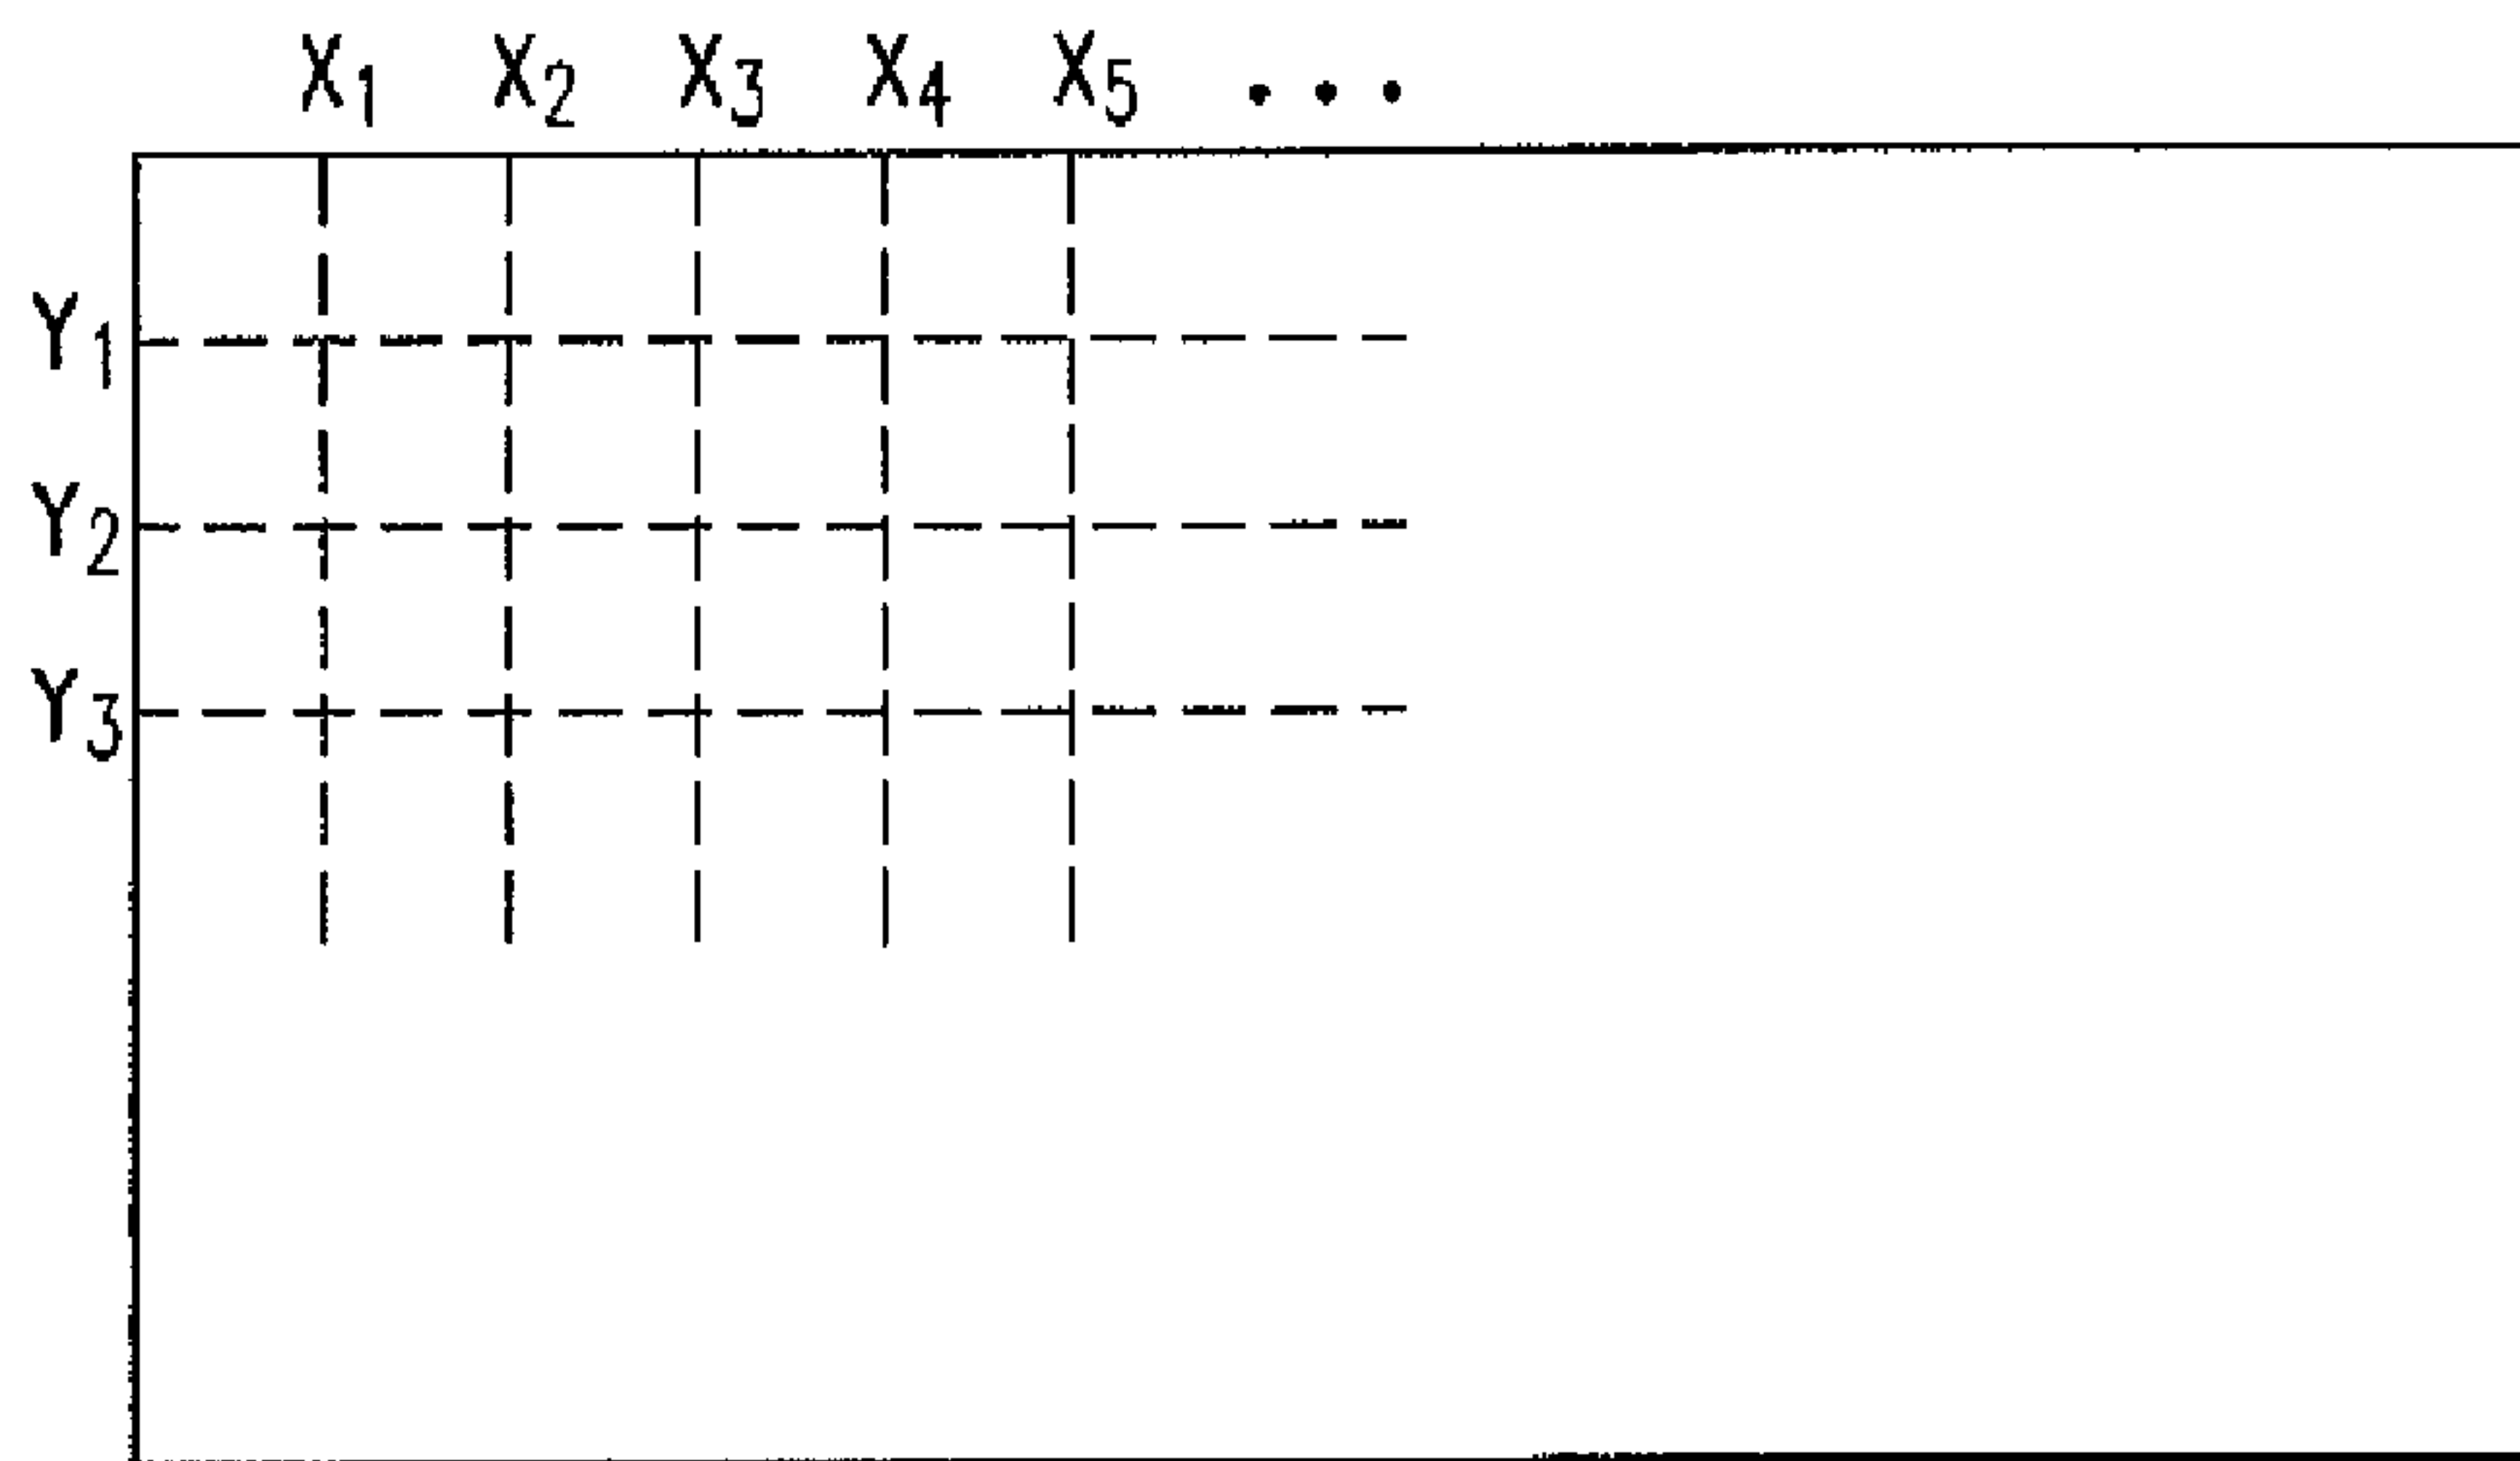 X₁ X₂ X₃ X₄ X₅ • • •
Y₁
Y₂
Y₃